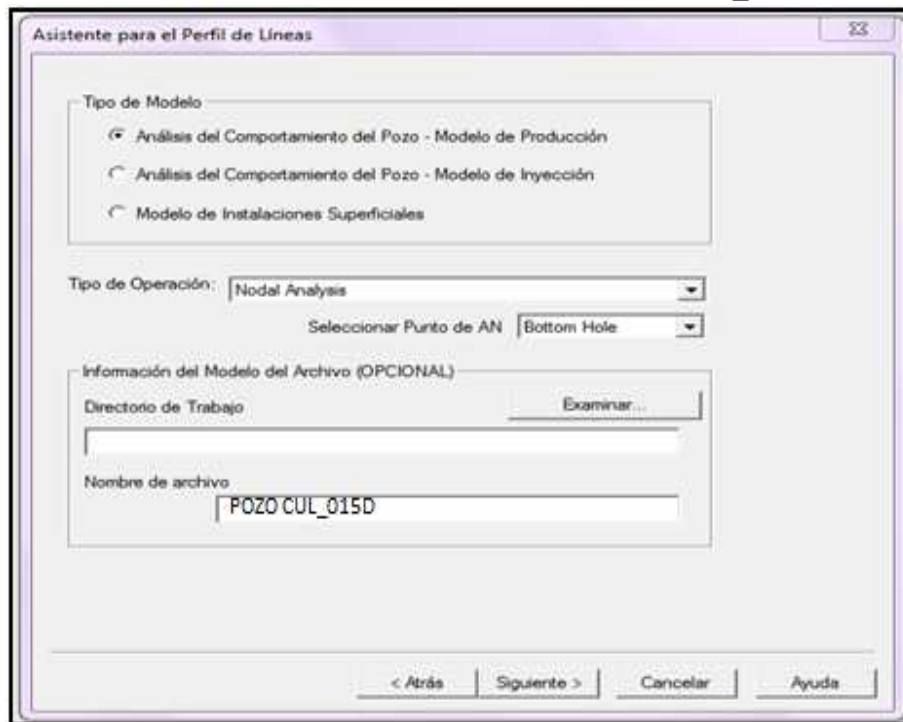 Asistente para el Perfil de Líneas
Tipo de Modelo
Análisis del Comportamiento del Pozo - Modelo de Producción
Análisis del Comportamiento del Pozo - Modelo de Inyección
Modelo de Instalaciones Superficiales
Tipo de Operación: Nodal Analysis
Seleccionar Punto de AN Bottom Hole
Información del Modelo del Archivo (OPCIONAL)
Directorio de Trabajo Examinar...
Nombre de archivo
POZO CUL_015D
< Atrás Siguiente > Cancelar Ayuda